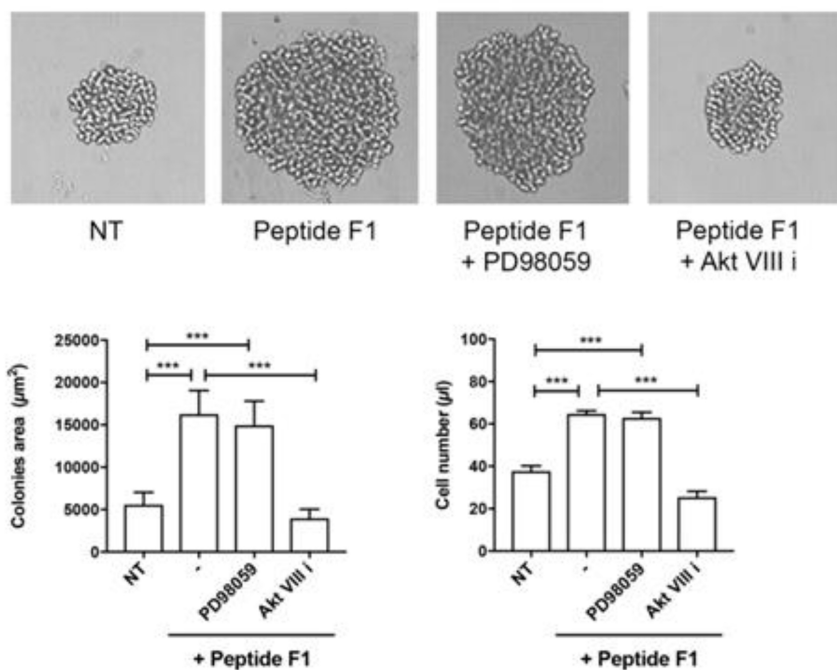 NT
Peptide F1
Peptide F1
+ PD98059
Peptide F1
+ Akt VIII i
Colonies area (µm²)
25000
20000
15000
10000
5000
0
***
***
***
NT
-
PD98059
Akt VIII i
+ Peptide F1
Cell number (µl)
100
80
60
40
20
0
***
***
***
NT
-
PD98059
Akt VIII i
+ Peptide F1